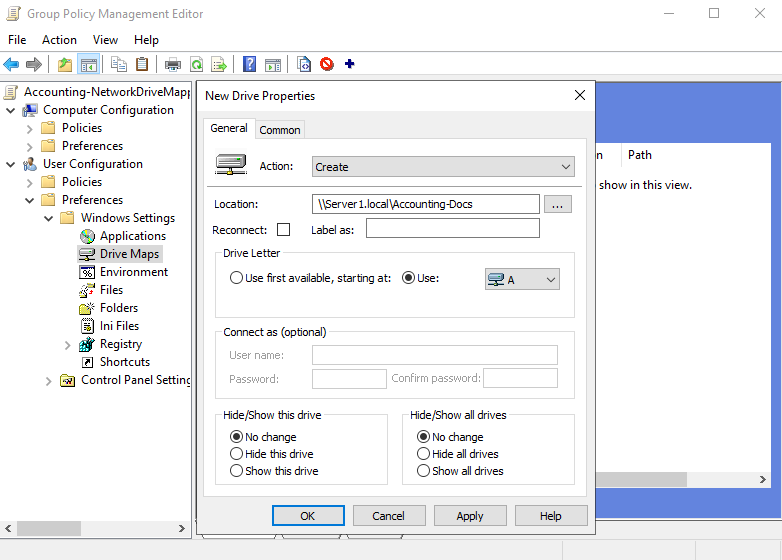 Group Policy Management Editor
File Action View Help
Accounting-NetworkDriveMapp
Computer Configuration
Policies
Preferences
User Configuration
Policies
Preferences
Windows Settings
Applications
Drive Maps
Environment
Files
Folders
Ini Files
Registry
Shortcuts
Control Panel Setting
New Drive Properties
General Common
Action: Create
Location: \\Server1.local\Accounting-Docs ...
Reconnect: Label as:
Drive Letter
Use first available, starting at: Use: A
Connect as (optional)
User name:
Password: Confirm password:
Hide/Show this drive
No change
Hide this drive
Show this drive
Hide/Show all drives
No change
Hide all drives
Show all drives
OK Cancel Apply Help
n Path
show in this view.